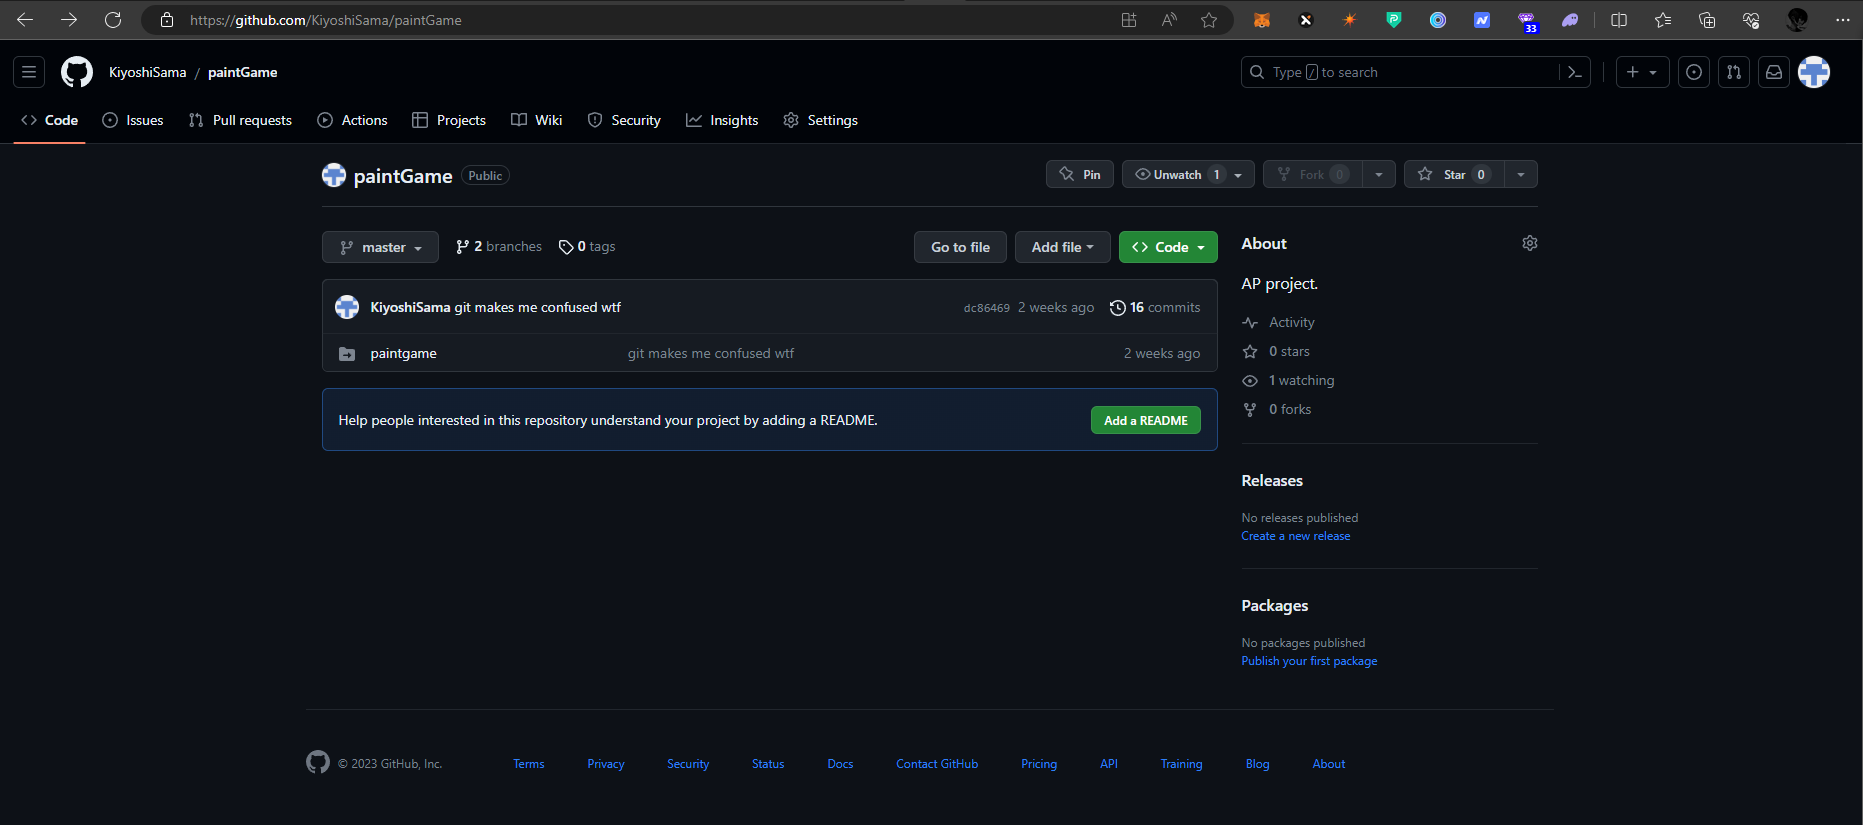 https://github.com/KiyoshiSama/paintGame
33
KiyoshiSama / paintGame
Type / to search
Code Issues Pull requests Actions Projects Wiki Security Insights Settings
paintGame Public
Pin Unwatch 1 Fork 0 Star 0
master 2 branches 0 tags Go to file Add file Code
KiyoshiSama git makes me confused wtf dc86469 2 weeks ago 16 commits
paintgame git makes me confused wtf 2 weeks ago
Help people interested in this repository understand your project by adding a README. Add a README
About
AP project.
Activity
0 stars
1 watching
0 forks
Releases
No releases published
Create a new release
Packages
No packages published
Publish your first package
© 2023 GitHub, Inc. Terms Privacy Security Status Docs Contact GitHub Pricing API Training Blog About